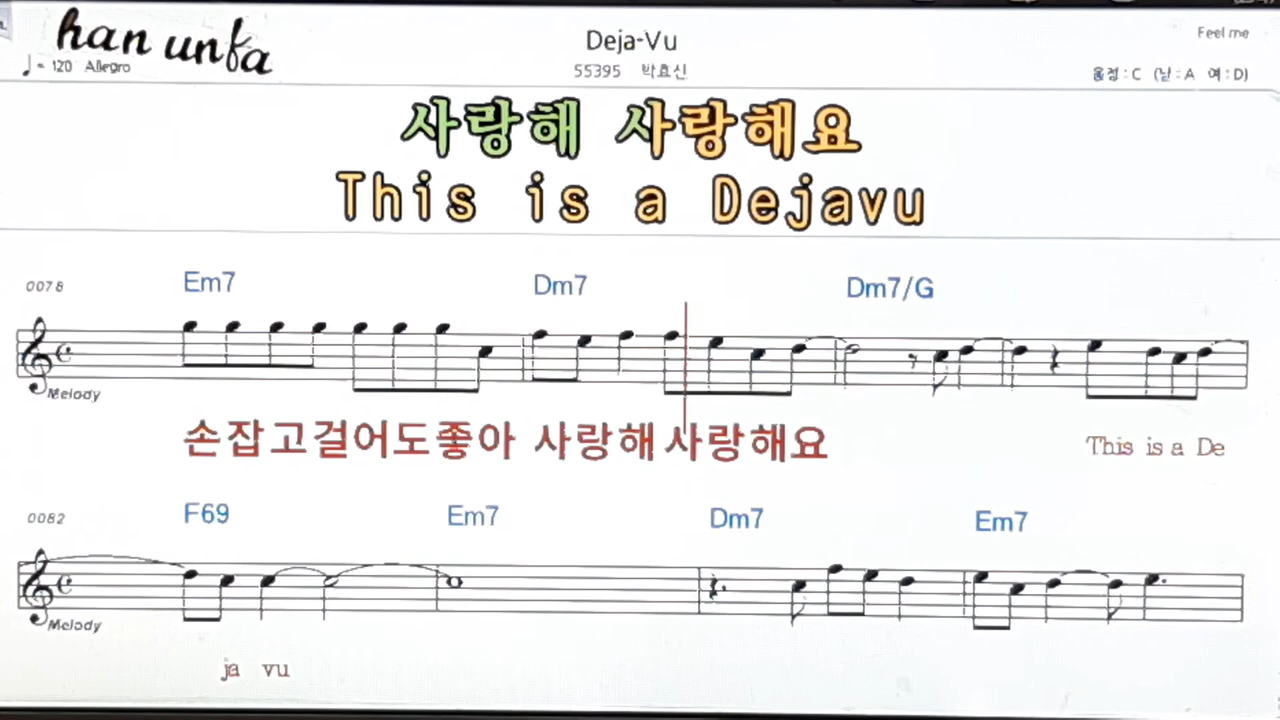 han unfa
Deja-Vu
Feel me
♩= 120 Allegro
55395 박효신
음정 : C (남 : A 여 : D)
사랑해 사랑해요
This is a Dejavu
0078 Em7 Dm7 Dm7/G
Melody
손잡고걸어도좋아 사랑해 사랑해요 This is a De
0082 F69 Em7 Dm7 Em7
Melody
ja vu